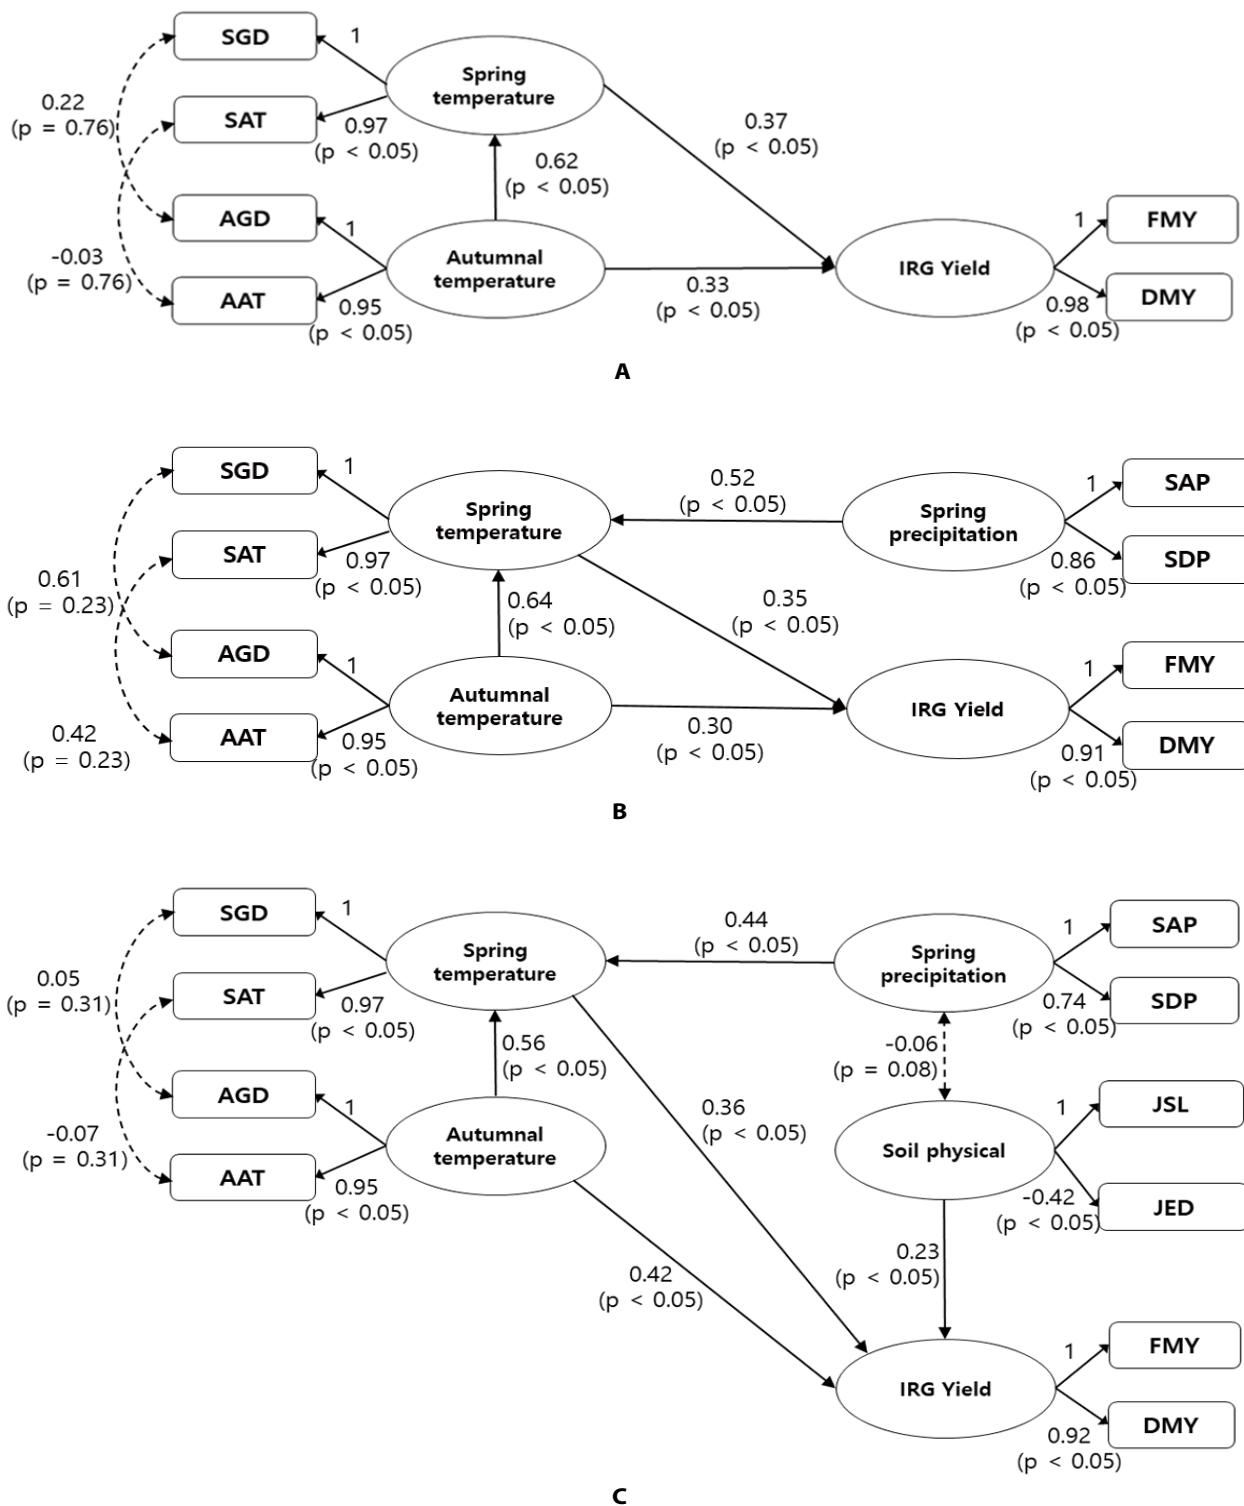 SGD
1
Spring
temperature
0.22
(p = 0.76)
SAT
0.97
(p < 0.05)
0.37
(p < 0.05)
0.62
(p < 0.05)
AGD
1
-0.03
(p = 0.76)
Autumnal
temperature
AAT
0.95
(p < 0.05)
0.33
(p < 0.05)
IRG Yield
1
FMY
DMY
0.98
(p < 0.05)
A
SGD
1
Spring
temperature
0.52
(p < 0.05)
Spring
precipitation
1
SAP
SAT
0.97
(p < 0.05)
0.86
(p < 0.05)
SDP
0.61
(p = 0.23)
0.64
(p < 0.05)
0.35
(p < 0.05)
AGD
1
Autumnal
temperature
0.42
(p = 0.23)
AAT
0.95
(p < 0.05)
0.30
(p < 0.05)
IRG Yield
1
FMY
DMY
0.91
(p < 0.05)
B
SGD
1
Spring
temperature
0.44
(p < 0.05)
Spring
precipitation
1
SAP
0.05
(p = 0.31)
SAT
0.97
(p < 0.05)
0.74
(p < 0.05)
SDP
0.56
(p < 0.05)
-0.06
(p = 0.08)
AGD
1
-0.07
(p = 0.31)
Autumnal
temperature
0.36
(p < 0.05)
Soil physical
1
JSL
AAT
0.95
(p < 0.05)
-0.42
(p < 0.05)
JED
0.42
(p < 0.05)
0.23
(p < 0.05)
IRG Yield
1
FMY
DMY
0.92
(p < 0.05)
C